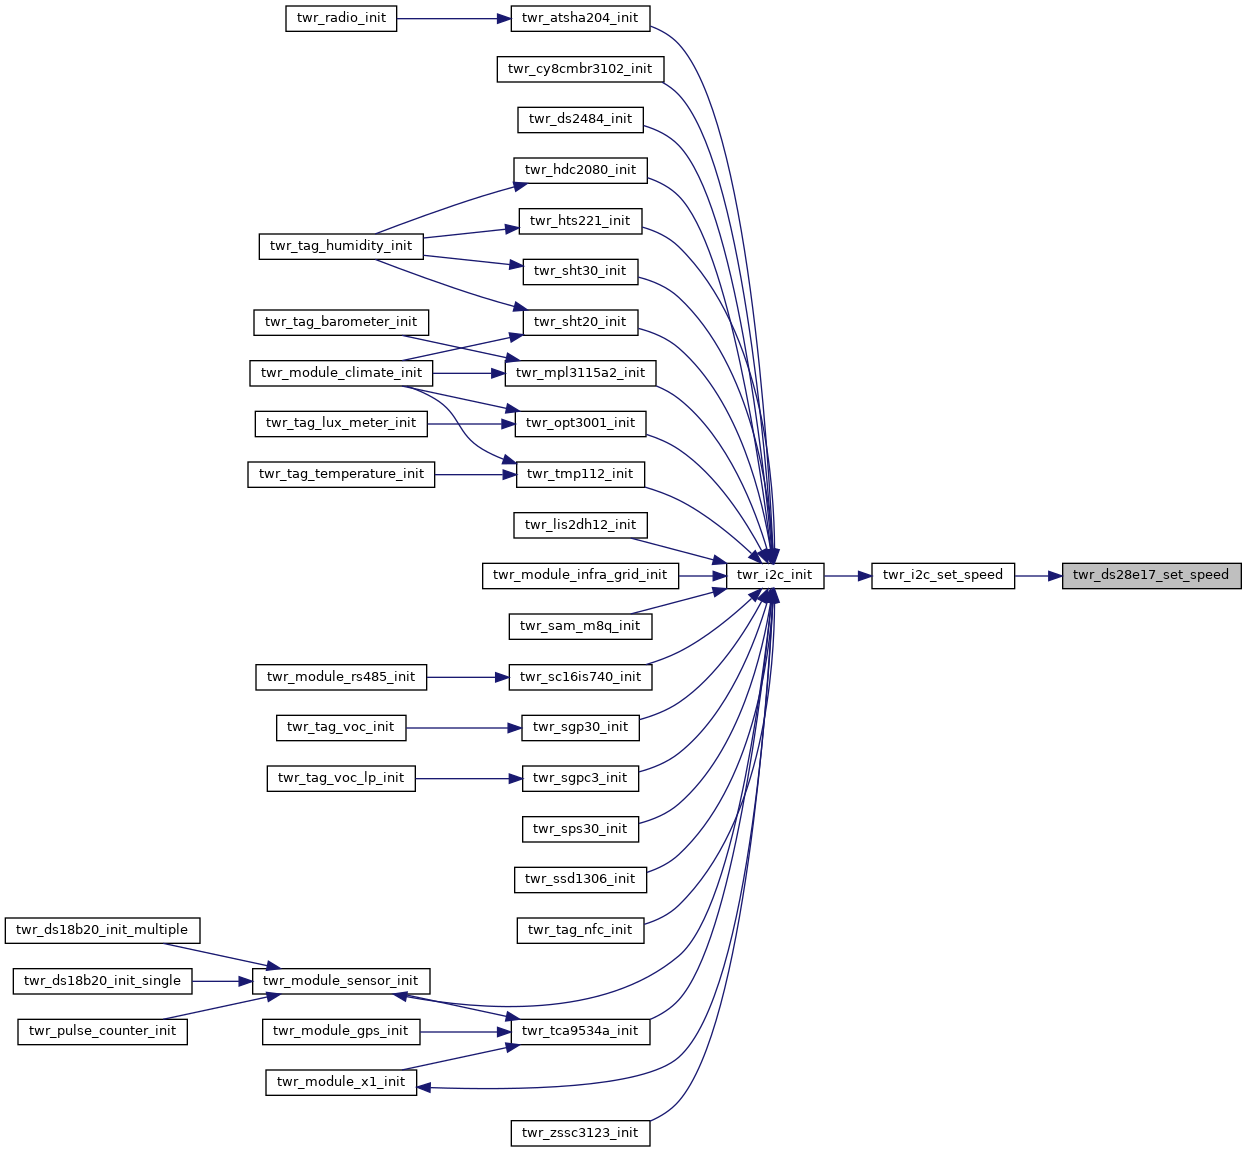 twr_radio_init
twr_atsha204_init
twr_cy8cmbr3102_init
twr_ds2484_init
twr_hdc2080_init
twr_hts221_init
twr_tag_humidity_init
twr_sht30_init
twr_tag_barometer_init
twr_sht20_init
twr_module_climate_init
twr_mpl3115a2_init
twr_tag_lux_meter_init
twr_opt3001_init
twr_tag_temperature_init
twr_tmp112_init
twr_lis2dh12_init
twr_module_infra_grid_init
twr_i2c_init
twr_i2c_set_speed
twr_ds28e17_set_speed
twr_sam_m8q_init
twr_module_rs485_init
twr_sc16is740_init
twr_tag_voc_init
twr_sgp30_init
twr_tag_voc_lp_init
twr_sgpc3_init
twr_sps30_init
twr_ssd1306_init
twr_ds18b20_init_multiple
twr_tag_nfc_init
twr_ds18b20_init_single
twr_module_sensor_init
twr_pulse_counter_init
twr_module_gps_init
twr_tca9534a_init
twr_module_x1_init
twr_zssc3123_init